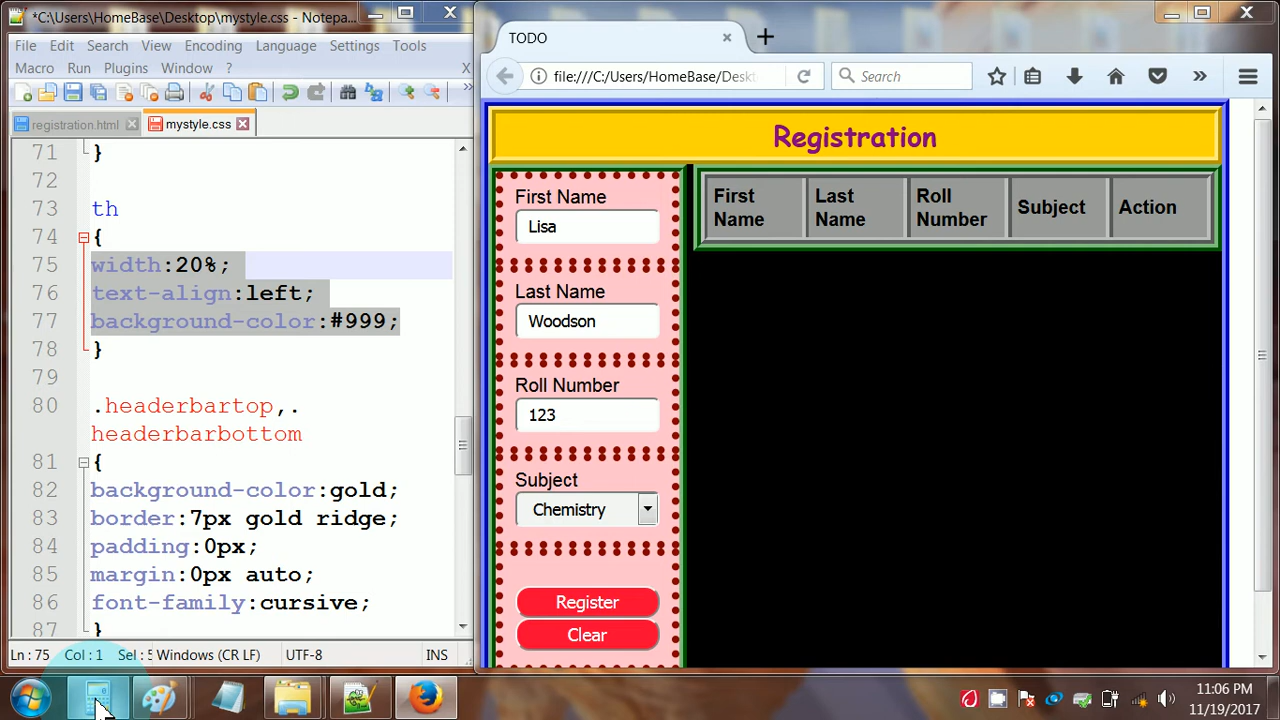 *C:\Users\HomeBase\Desktop\mystyle.css - Notepa...
File Edit Search View Encoding Language Settings Tools
Macro Run Plugins Window ? X
registration.html
mystyle.css
71 }
72
73 th
74 {
75 width:20%;
76 text-align:left;
77 background-color:#999;
78 }
79
80 .headerbartop,.
headerbarbottom
81 {
82 background-color:gold;
83 border:7px gold ridge;
84 padding:0px;
85 margin:0px auto;
86 font-family:cursive;
87 }
Ln : 75 Col : 1 Sel : 5 Windows (CR LF) UTF-8 INS
TODO
file:///C:/Users/HomeBase/Deskt
Search
Registration
First Name
Lisa
Last Name
Woodson
Roll Number
123
Subject
Chemistry
Register
Clear
First Name
Last Name
Roll Number
Subject
Action
11:06 PM
11/19/2017